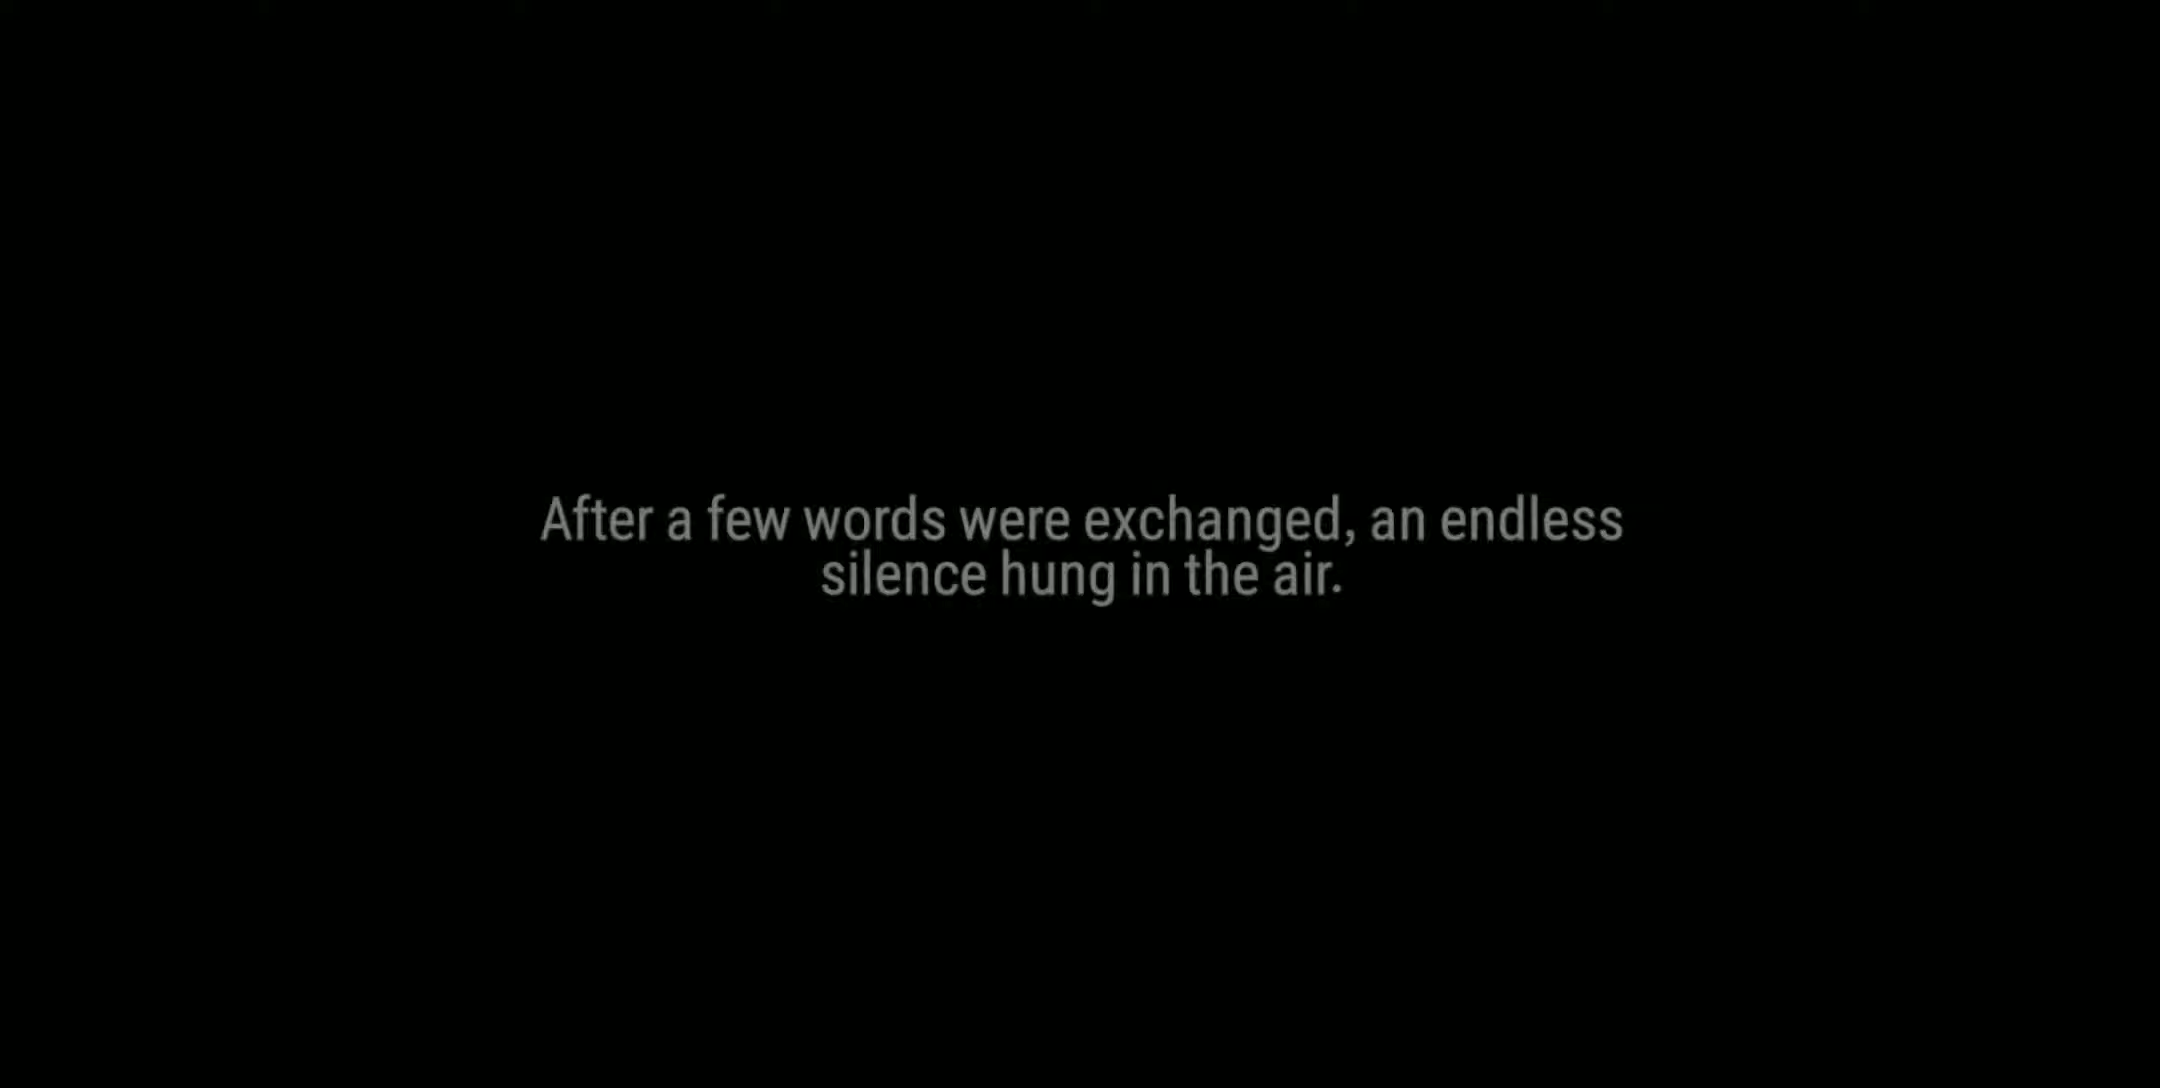 After a few words were exchanged, an endless
silence hung in the air.